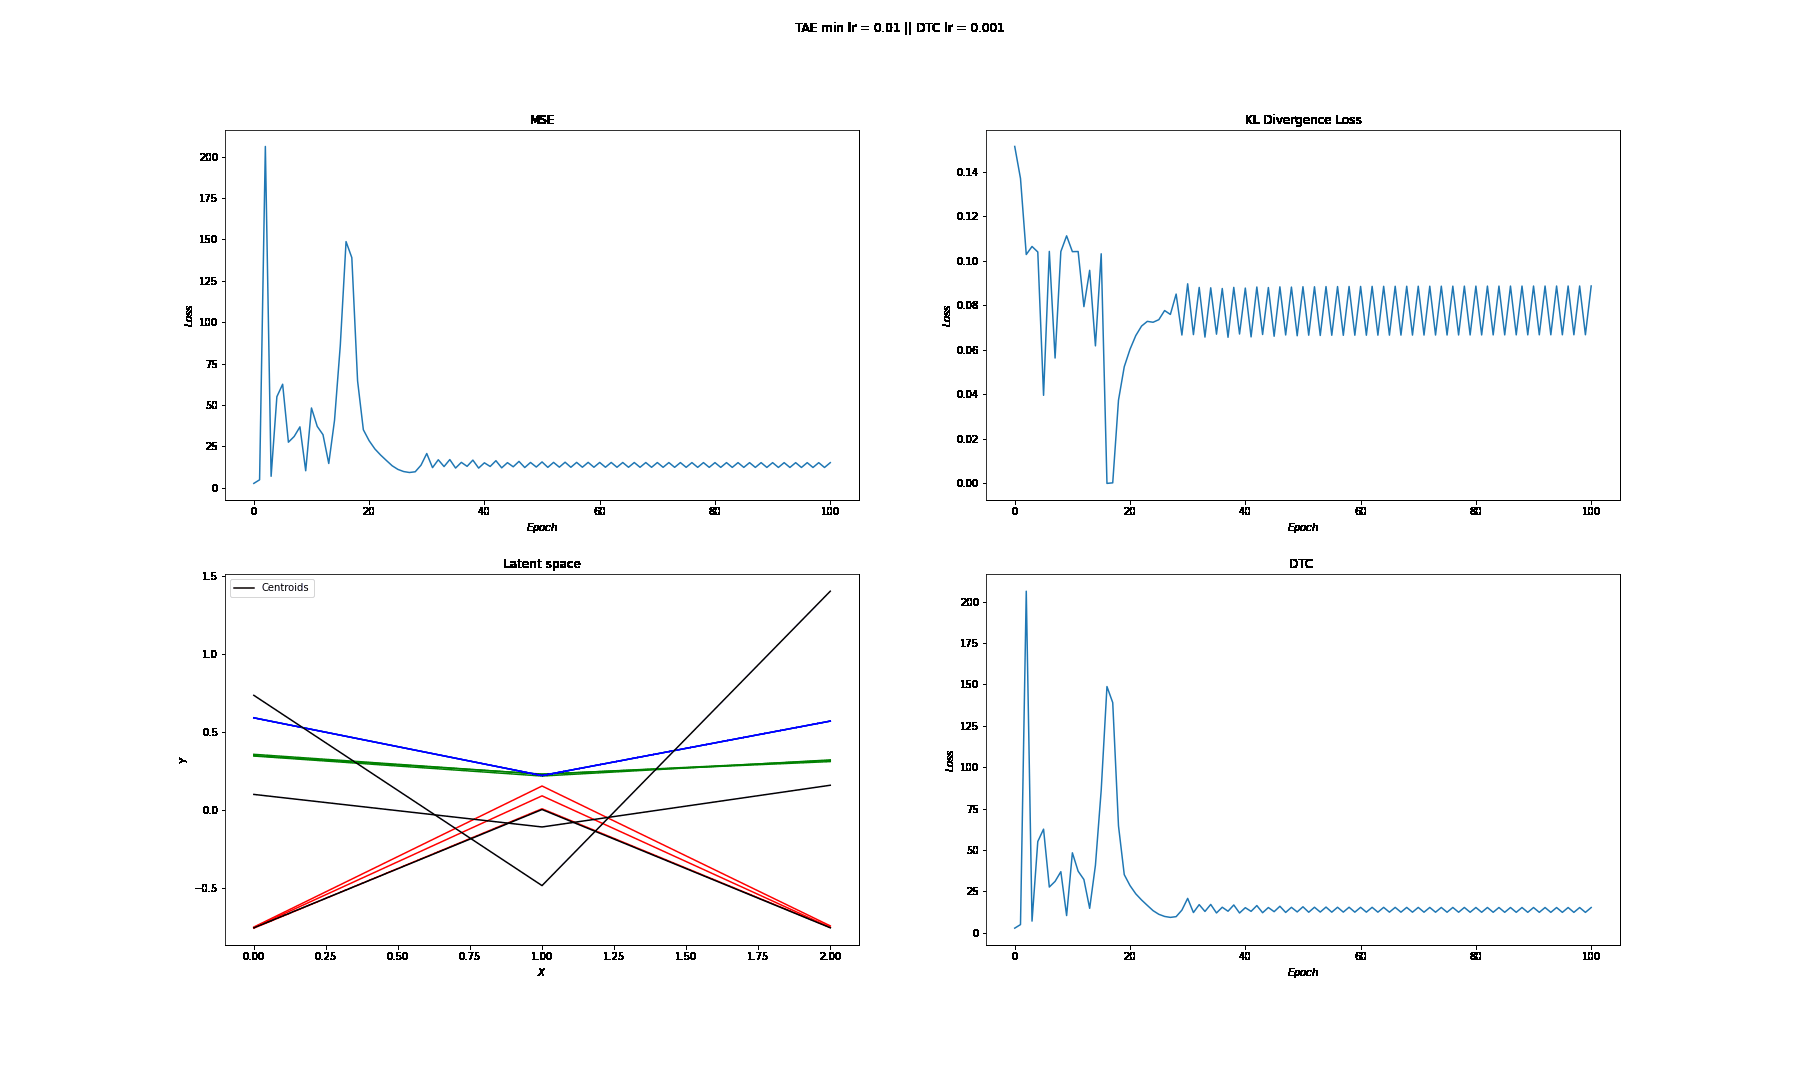 TAE min lr = 0.01 || DTC lr = 0.001
MSE
200
175
150
125
100
75
50
25
0
Loss
0 20 40 60 80 100
Epoch
KL Divergence Loss
0.14
0.12
0.10
0.08
0.06
0.04
0.02
0.00
Loss
0 20 40 60 80 100
Epoch
Latent space
Centroids
1.5
1.0
0.5
0.0
−0.5
Y
0.00 0.25 0.50 0.75 1.00 1.25 1.50 1.75 2.00
X
DTC
200
175
150
125
100
75
50
25
0
Loss
0 20 40 60 80 100
Epoch